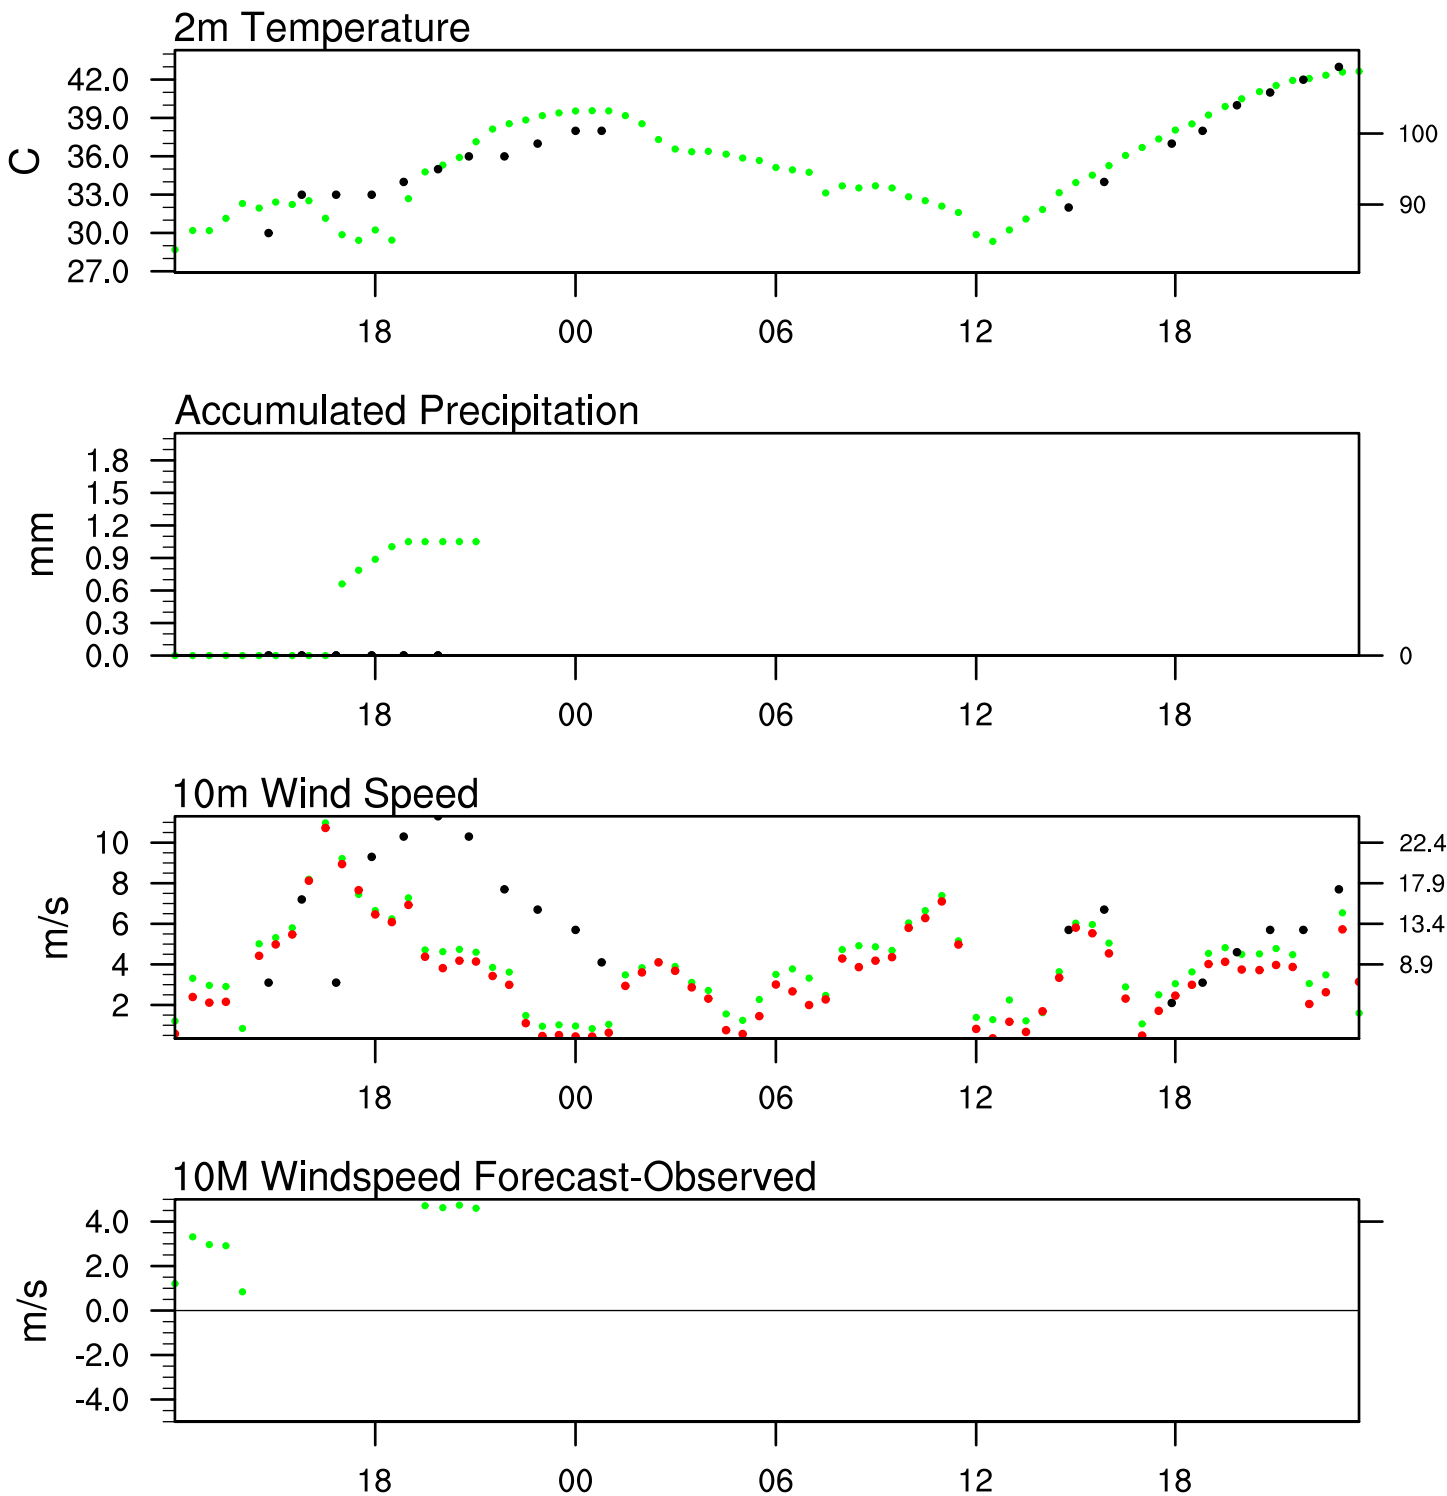 2m Temperature
42.0
39.0
36.0
33.0
30.0
27.0
C
100
90
18 00 06 12 18
Accumulated Precipitation
1.8
1.5
1.2
0.9
0.6
0.3
0.0
mm
0
18 00 06 12 18
10m Wind Speed
10
8
6
4
2
m/s
22.4
17.9
13.4
8.9
18 00 06 12 18
10M Windspeed Forecast-Observed
4.0
2.0
0.0
-2.0
-4.0
m/s
18 00 06 12 18